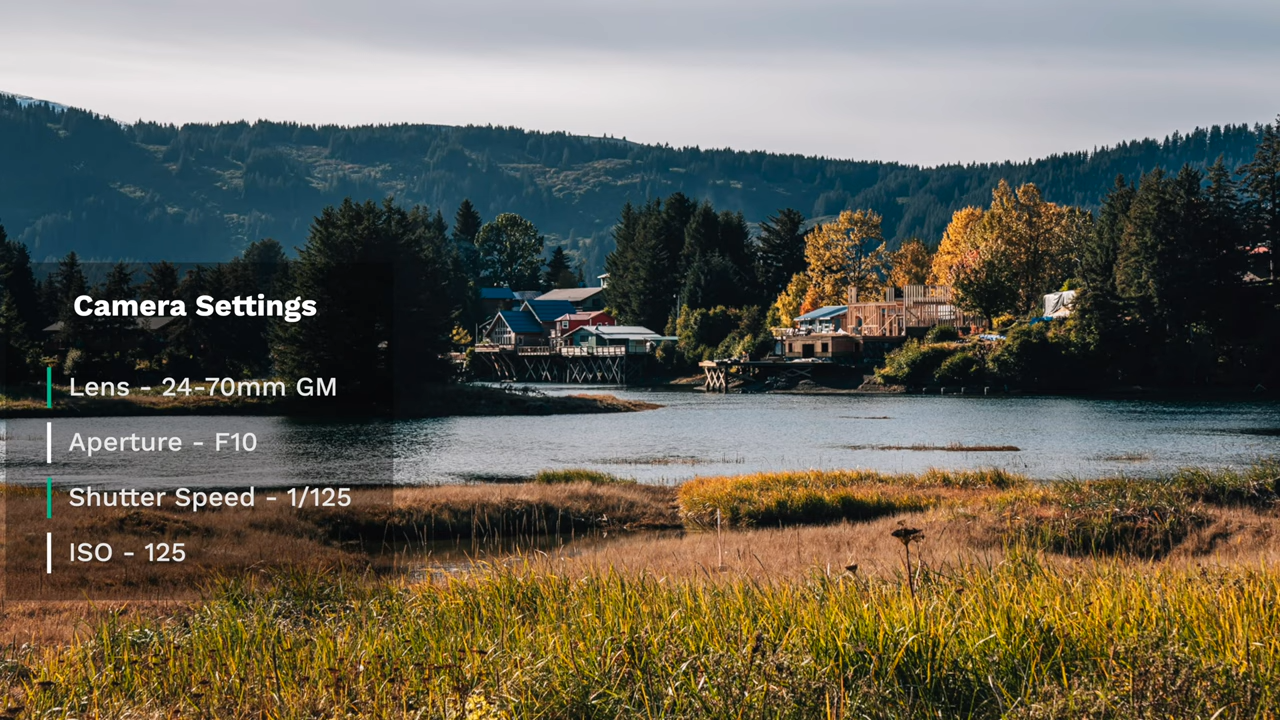 Camera Settings
Lens - 24-70mm GM
Aperture - F10
Shutter Speed - 1/125
ISO - 125